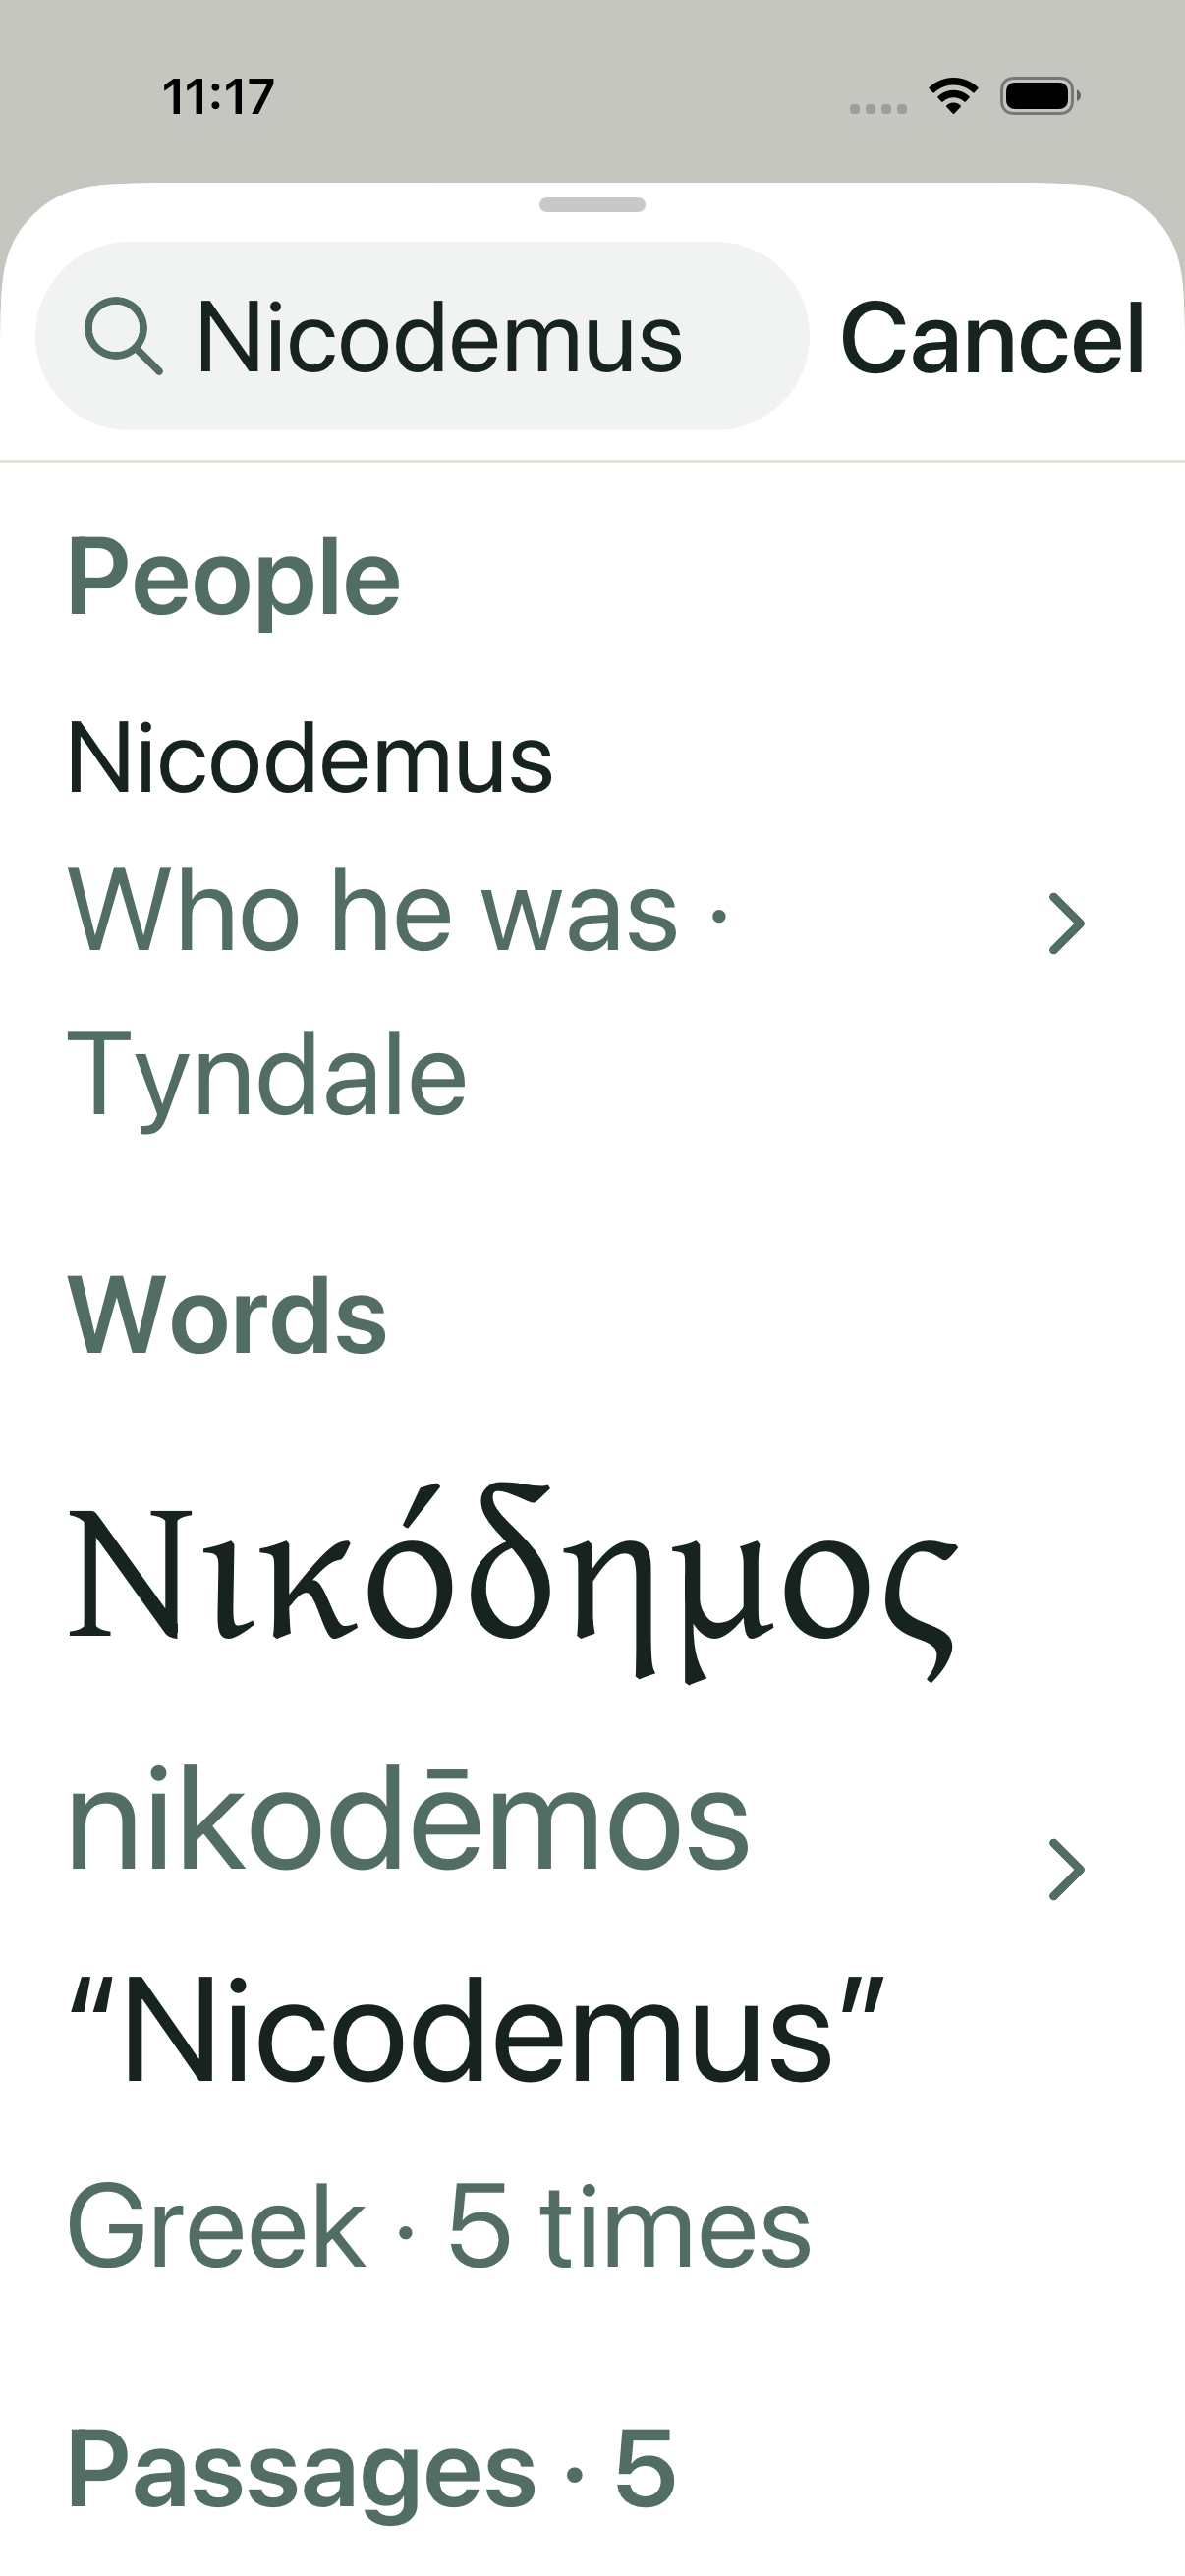 11:17
Nicodemus
Cancel
People
Nicodemus
Who he was ·
Tyndale
Words
Νικόδημος
nikodēmos
“Nicodemus”
Greek · 5 times
Passages · 5